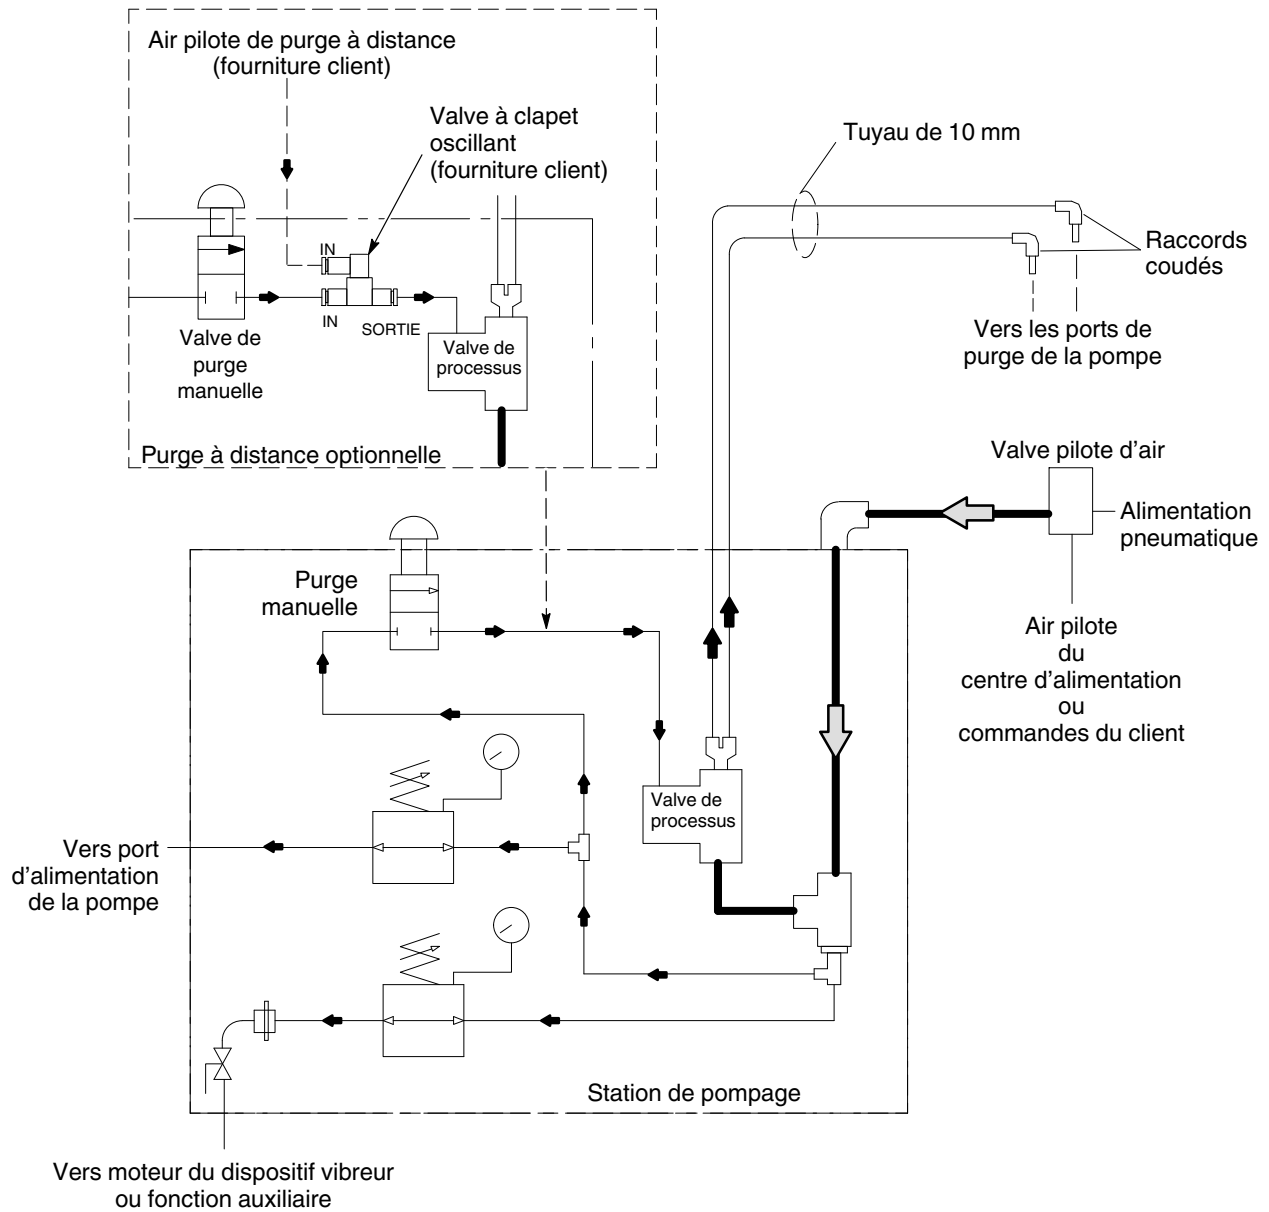 Air pilote de purge à distance
(fourniture client)
Valve à clapet
oscillant
(fourniture client)
IN
IN
SORTIE
Valve de
purge
manuelle
Valve de
processus
Purge à distance optionnelle
Tuyau de 10 mm
Raccords
coudés
Vers les ports de
purge de la pompe
Valve pilote d'air
Alimentation
pneumatique
Air pilote
du
centre d'alimentation
ou
commandes du client
Purge
manuelle
Valve de
processus
Vers port
d'alimentation
de la pompe
Station de pompage
Vers moteur du dispositif vibreur
ou fonction auxiliaire